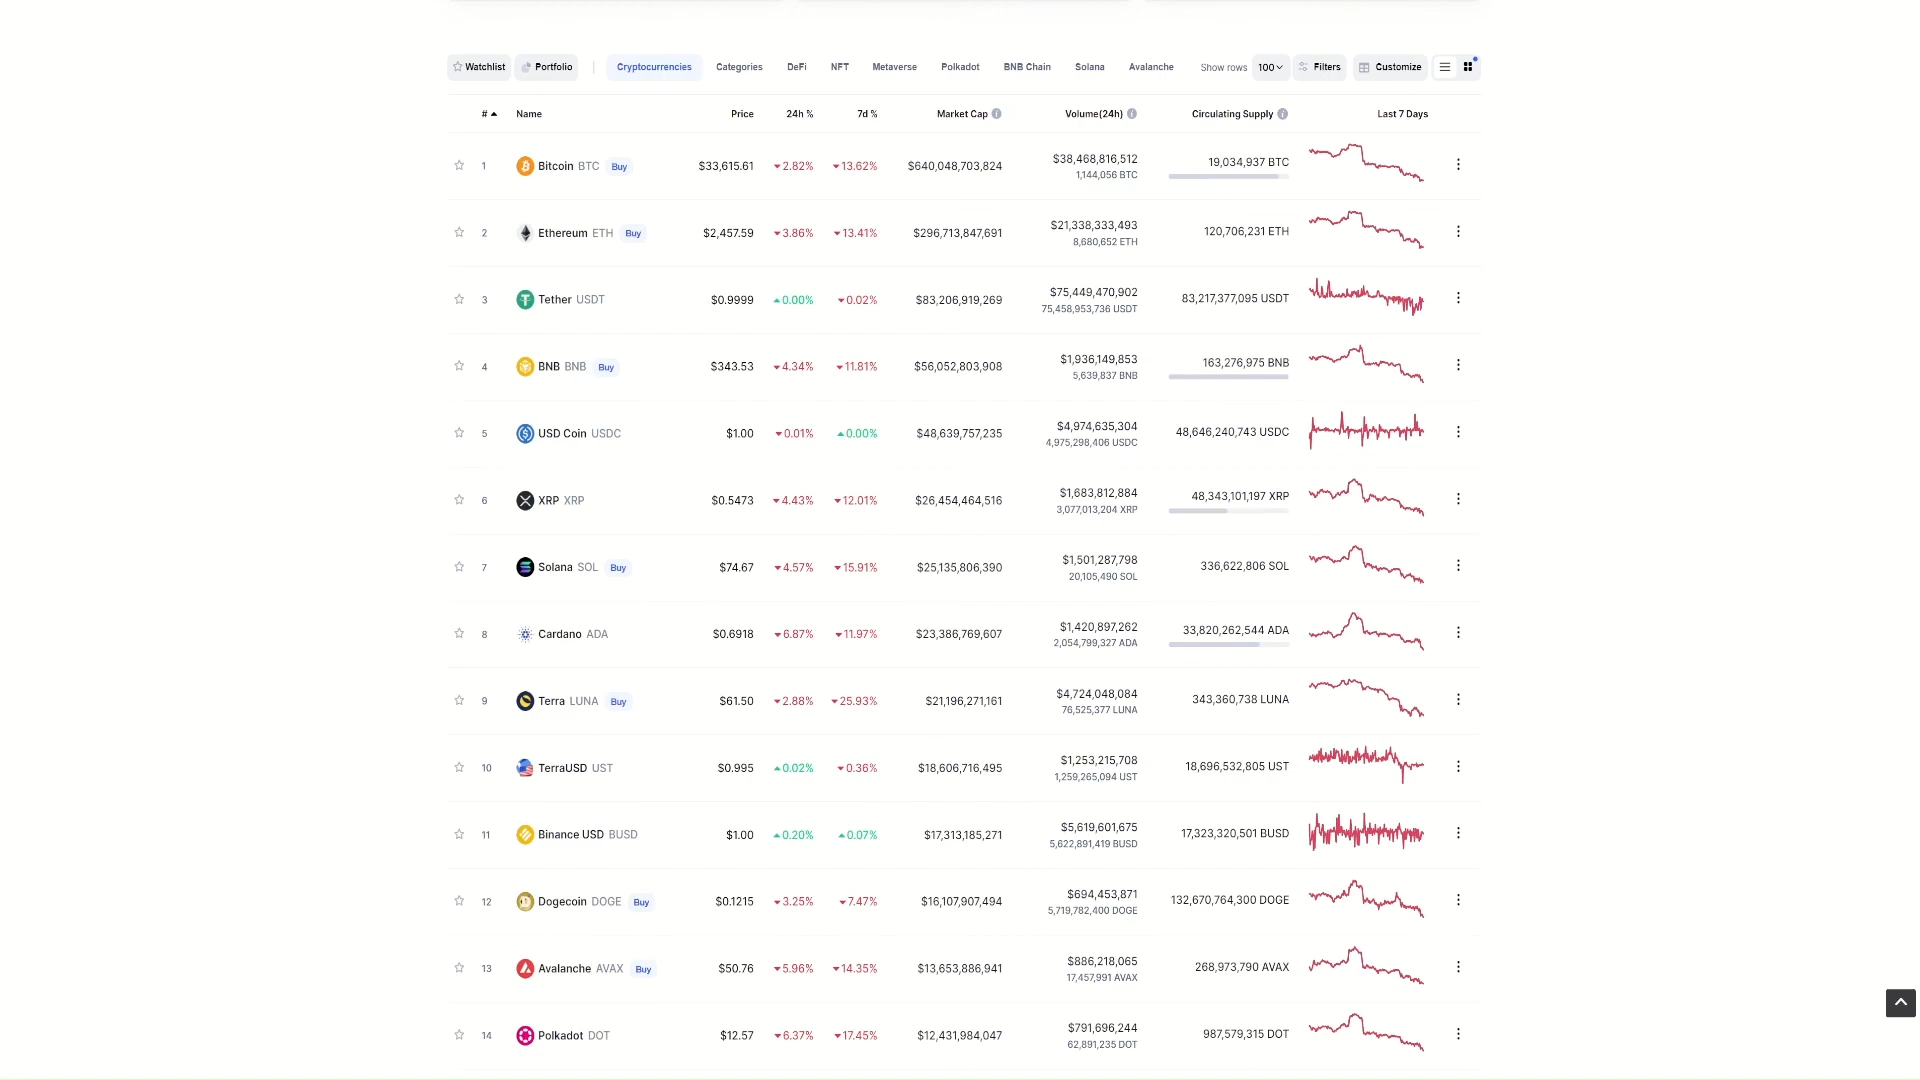 Watchlist Portfolio Cryptocurrencies Categories DeFi NFT Metaverse Polkadot BNB Chain Solana Avalanche Show rows 100 Filters Customize
# Name Price 24h % 7d % Market Cap Volume(24h) Circulating Supply Last 7 Days
1 Bitcoin BTC Buy $33,615.61 2.82% 13.62% $640,048,703,824 $38,468,816,512 19,034,937 BTC
1,144,056 BTC
2 Ethereum ETH Buy $2,457.59 3.86% 13.41% $296,713,847,691 $21,338,333,493 120,706,231 ETH
8,680,652 ETH
3 Tether USDT $0.9999 0.00% 0.02% $83,206,919,269 $75,449,470,902 83,217,377,095 USDT
75,458,953,736 USDT
4 BNB BNB Buy $343.53 4.34% 11.81% $56,052,803,908 $1,936,149,853 163,276,975 BNB
5,639,837 BNB
5 USD Coin USDC $1.00 0.01% 0.00% $48,639,757,235 $4,974,635,304 48,646,240,743 USDC
4,975,298,406 USDC
6 XRP XRP $0.5473 4.43% 12.01% $26,454,464,516 $1,683,812,884 48,343,101,197 XRP
3,077,013,204 XRP
7 Solana SOL Buy $74.67 4.57% 15.91% $25,135,806,390 $1,501,287,798 336,622,806 SOL
20,105,490 SOL
8 Cardano ADA $0.6918 6.87% 11.97% $23,386,769,607 $1,420,897,262 33,820,262,544 ADA
2,054,799,327 ADA
9 Terra LUNA Buy $61.50 2.88% 25.93% $21,196,271,161 $4,724,048,084 343,360,738 LUNA
76,525,377 LUNA
10 TerraUSD UST $0.995 0.02% 0.36% $18,606,716,495 $1,253,215,708 18,696,532,805 UST
1,259,265,094 UST
11 Binance USD BUSD $1.00 0.20% 0.07% $17,313,185,271 $5,619,601,675 17,323,320,501 BUSD
5,622,891,419 BUSD
12 Dogecoin DOGE Buy $0.1215 3.25% 7.47% $16,107,907,494 $694,453,871 132,670,764,300 DOGE
5,719,782,400 DOGE
13 Avalanche AVAX Buy $50.76 5.96% 14.35% $13,653,886,941 $886,218,065 268,973,790 AVAX
17,457,991 AVAX
14 Polkadot DOT $12.57 6.37% 17.45% $12,431,984,047 $791,696,244 987,579,315 DOT
62,891,235 DOT